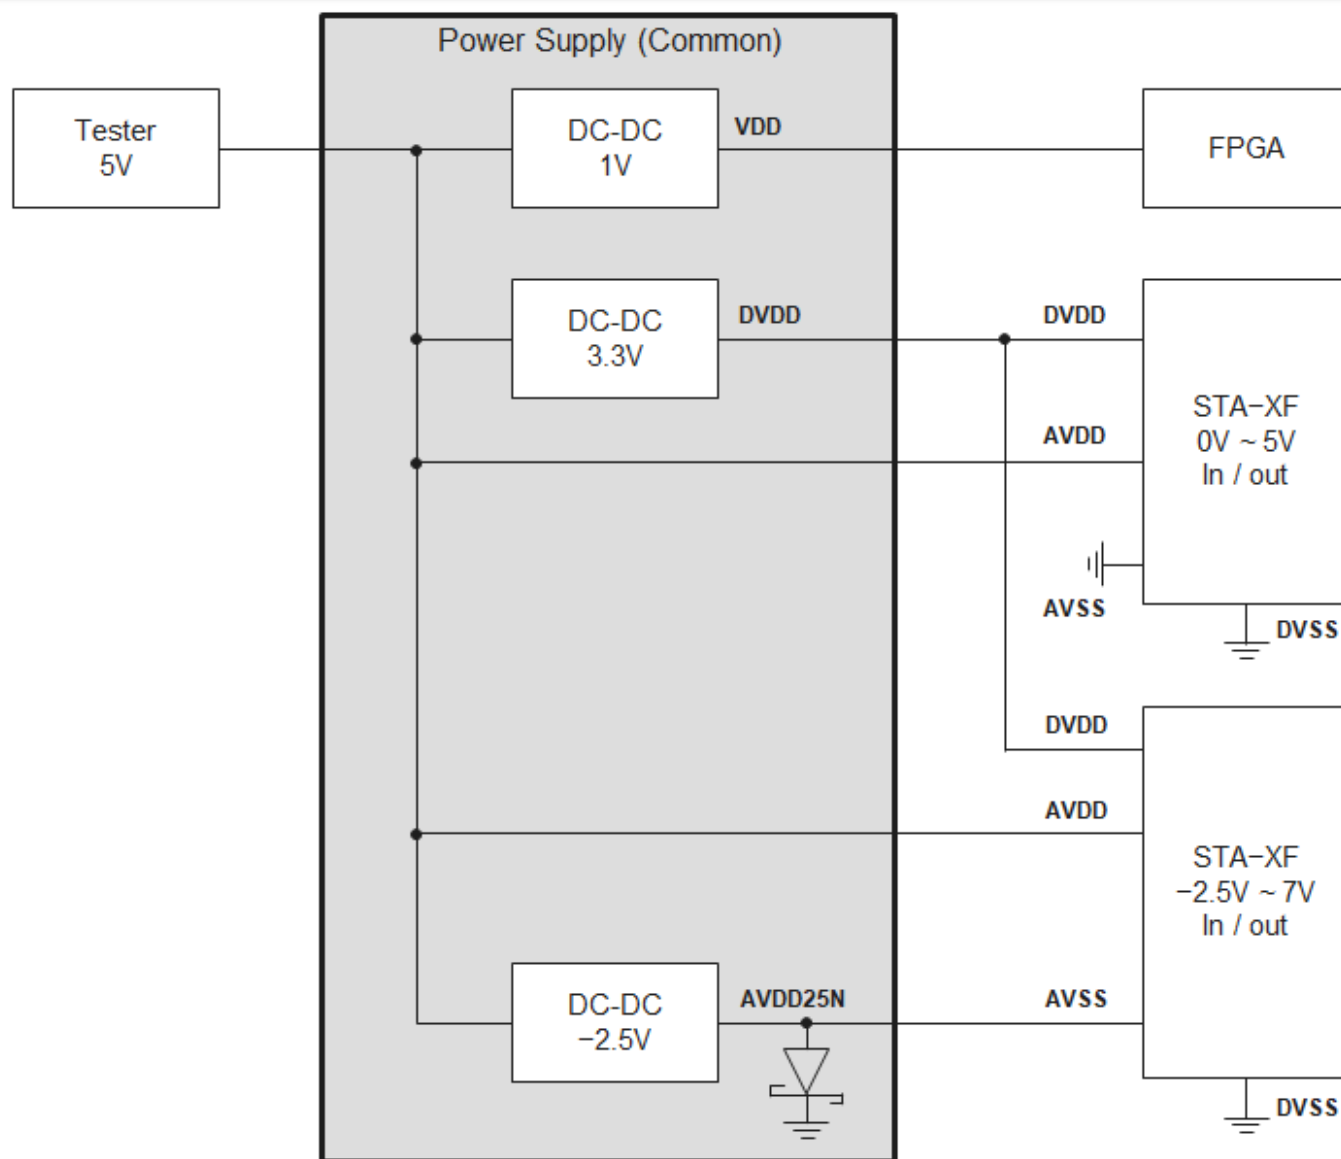 Power Supply (Common)
Tester
5V
DC-DC
1V
VDD
FPGA
DC-DC
3.3V
DVDD
DVDD
AVDD
STA-XF
0V ~ 5V
In / out
AVSS
DVSS
DVDD
AVDD
STA-XF
-2.5V ~ 7V
In / out
DC-DC
-2.5V
AVDD25N
AVSS
DVSS